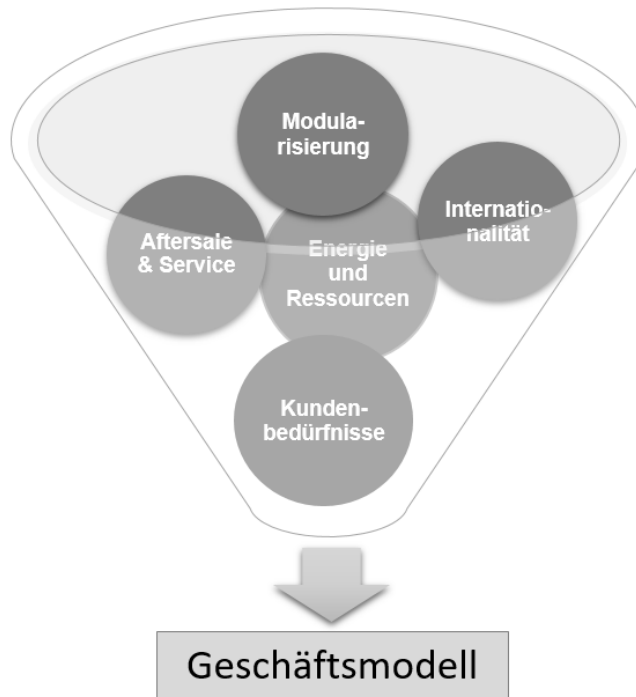 Modula-
risierung
Internatio-
nalität
Aftersale
& Service
Energie
und
Ressourcen
Kunden-
bedürfnisse
Geschäftsmodell